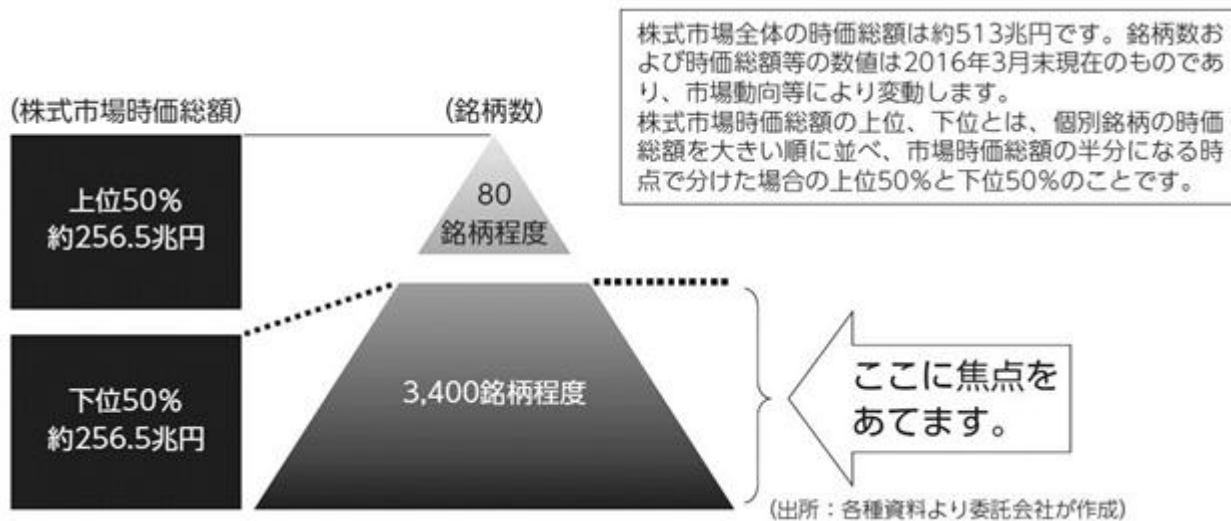 株式市場全体の時価総額は約513兆円です。銘柄数お
よび時価総額等の数値は2016年3月末現在のものであ
り、市場動向等により変動します。
株式市場時価総額の上位、下位とは、個別銘柄の時価
総額を大きい順に並べ、市場時価総額の半分になる時
点で分けた場合の上位50%と下位50%のことです。
(株式市場時価総額)
(銘柄数)
上位50%
約256.5兆円
80
銘柄程度
下位50%
約256.5兆円
3,400銘柄程度
ここに焦点を
あてます。
(出所：各種資料より委託会社が作成)